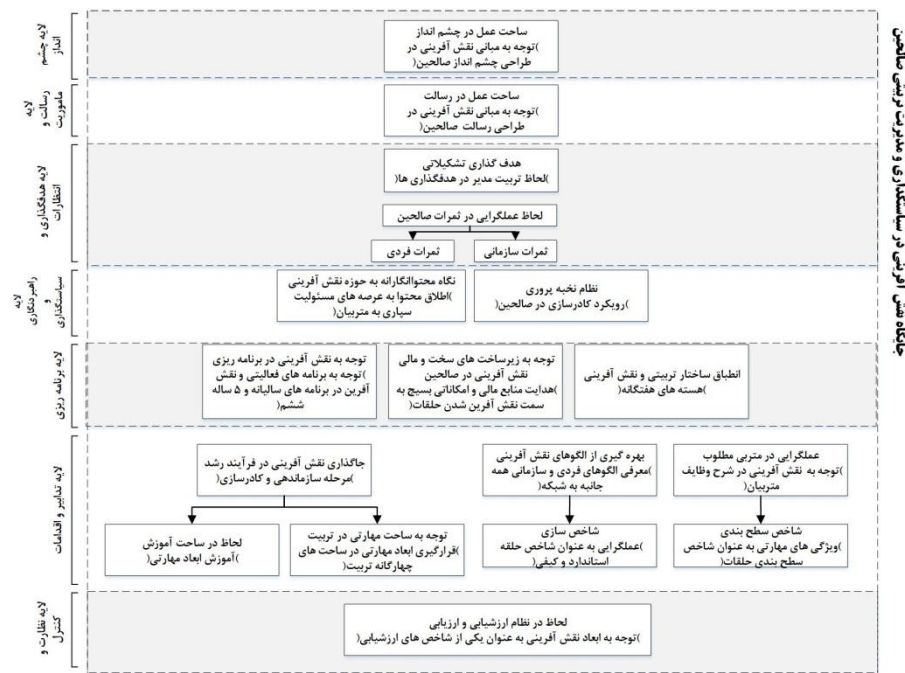 جایگاه نقش آفرینی در سیاستگذاری و مدیریت تربیتی صالحین
لایه چشم
انداز
ساحت عمل در چشم انداز
)توجه به مبانی نقش آفرینی در
طراحی چشم انداز صالحین(
لایه
رسالت و
ماموریت
ساحت عمل در رسالت
)توجه به مبانی نقش آفرینی در
طراحی رسالت صالحین(
لایه هدفگذاری و
انتظارات
هدف گذاری تشکیلاتی
)لحاظ تربیت مدیر در هدفگذاری ها(
لحاظ عملگرایی در ثمرات صالحین
ثمرات سازمانی
ثمرات فردی
لایه
راهبردنگاری
و
سیاستگذاری
نظام نخبه پروری
)رویکرد کادرسازی در صالحین(
نگاه محتواانگارانه به حوزه نقش آفرینی
)اطلاق محتوا به عرصه های مسئولیت
سپاری به متربیان(
لایه برنامه ریزی
انطباق ساختار تربیتی و نقش آفرینی
)هسته های هفتگانه(
توجه به زیرساخت های سخت و مالی
نقش آفرینی در صالحین
)هدایت منابع مالی و امکاناتی بسیج به
سمت نقش آفرین شدن حلقات(
توجه به نقش آفرینی در برنامه ریزی
)توجه به برنامه های فعالیتی و نقش
آفرین در برنامه های سالیانه و ۵ ساله
ششم(
لایه تدابیر و اقدامات
عملگرایی در متربی مطلوب
)توجه به نقش آفرینی در شرح وظایف
متربیان(
بهره گیری از الگوهای نقش آفرینی
)معرفی الگوهای فردی و سازمانی همه
جانبه به شبکه(
جاگذاری نقش آفرینی در فرآیند رشد
)مرحله سازماندهی و کادرسازی(
شاخص سطح بندی
)ویژگی های مهارتی به عنوان شاخص
سطح بندی حلقات(
شاخص سازی
)عملگرایی به عنوان شاخص حلقه
استاندارد و کیفی(
توجه به ساحت مهارتی در تربیت
)قرارگیری ابعاد مهارتی در ساحت های
چهارگانه تربیت(
لحاظ در ساحت آموزش
)آموزش ابعاد مهارتی(
لایه نظارت و
کنترل
لحاظ در نظام ارزشیابی و ارزیابی
)توجه به ابعاد نقش آفرینی به عنوان یکی از شاخص های ارزشیابی(